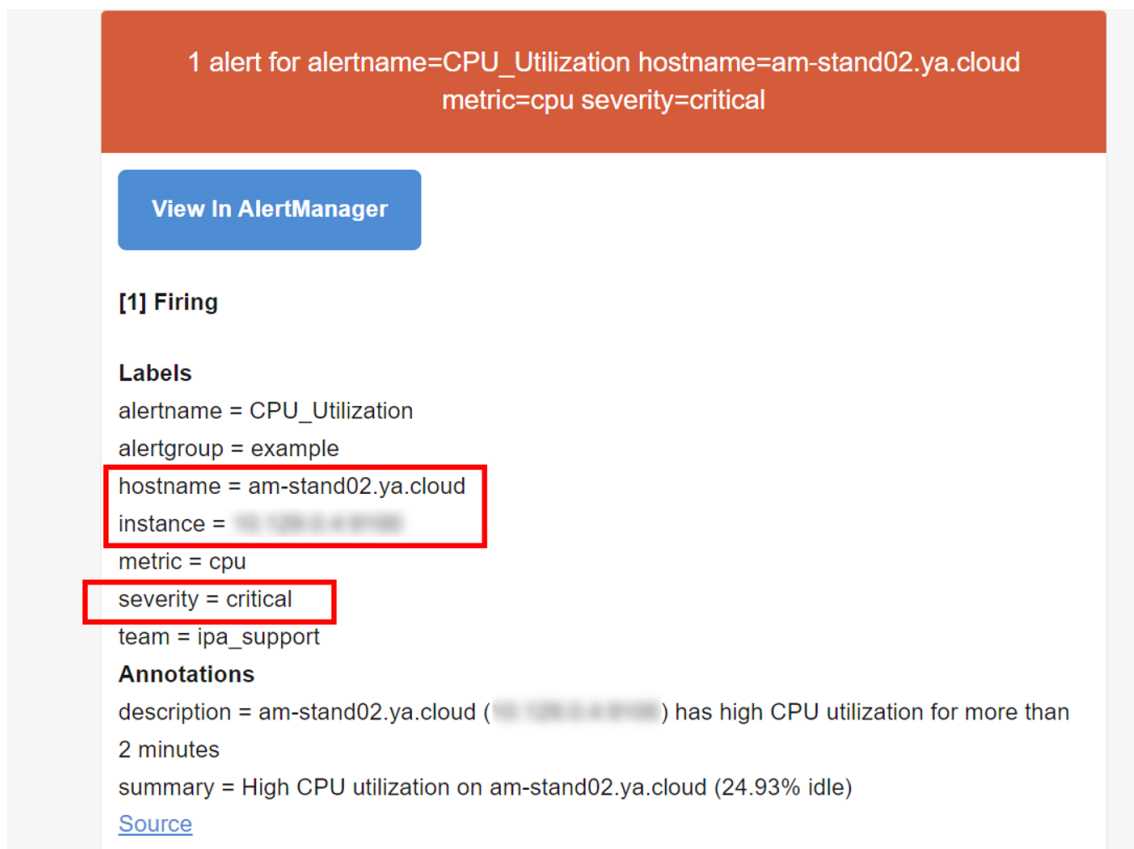 1 alert for alertname=CPU_Utilization hostname=am-stand02.ya.cloud
metric=cpu severity=critical
View In AlertManager
[1] Firing
Labels
alertname = CPU_Utilization
alertgroup = example
hostname = am-stand02.ya.cloud
instance =
metric = cpu
severity = critical
team = ipa_support
Annotations
description = am-stand02.ya.cloud ( ) has high CPU utilization for more than
2 minutes
summary = High CPU utilization on am-stand02.ya.cloud (24.93% idle)
Source